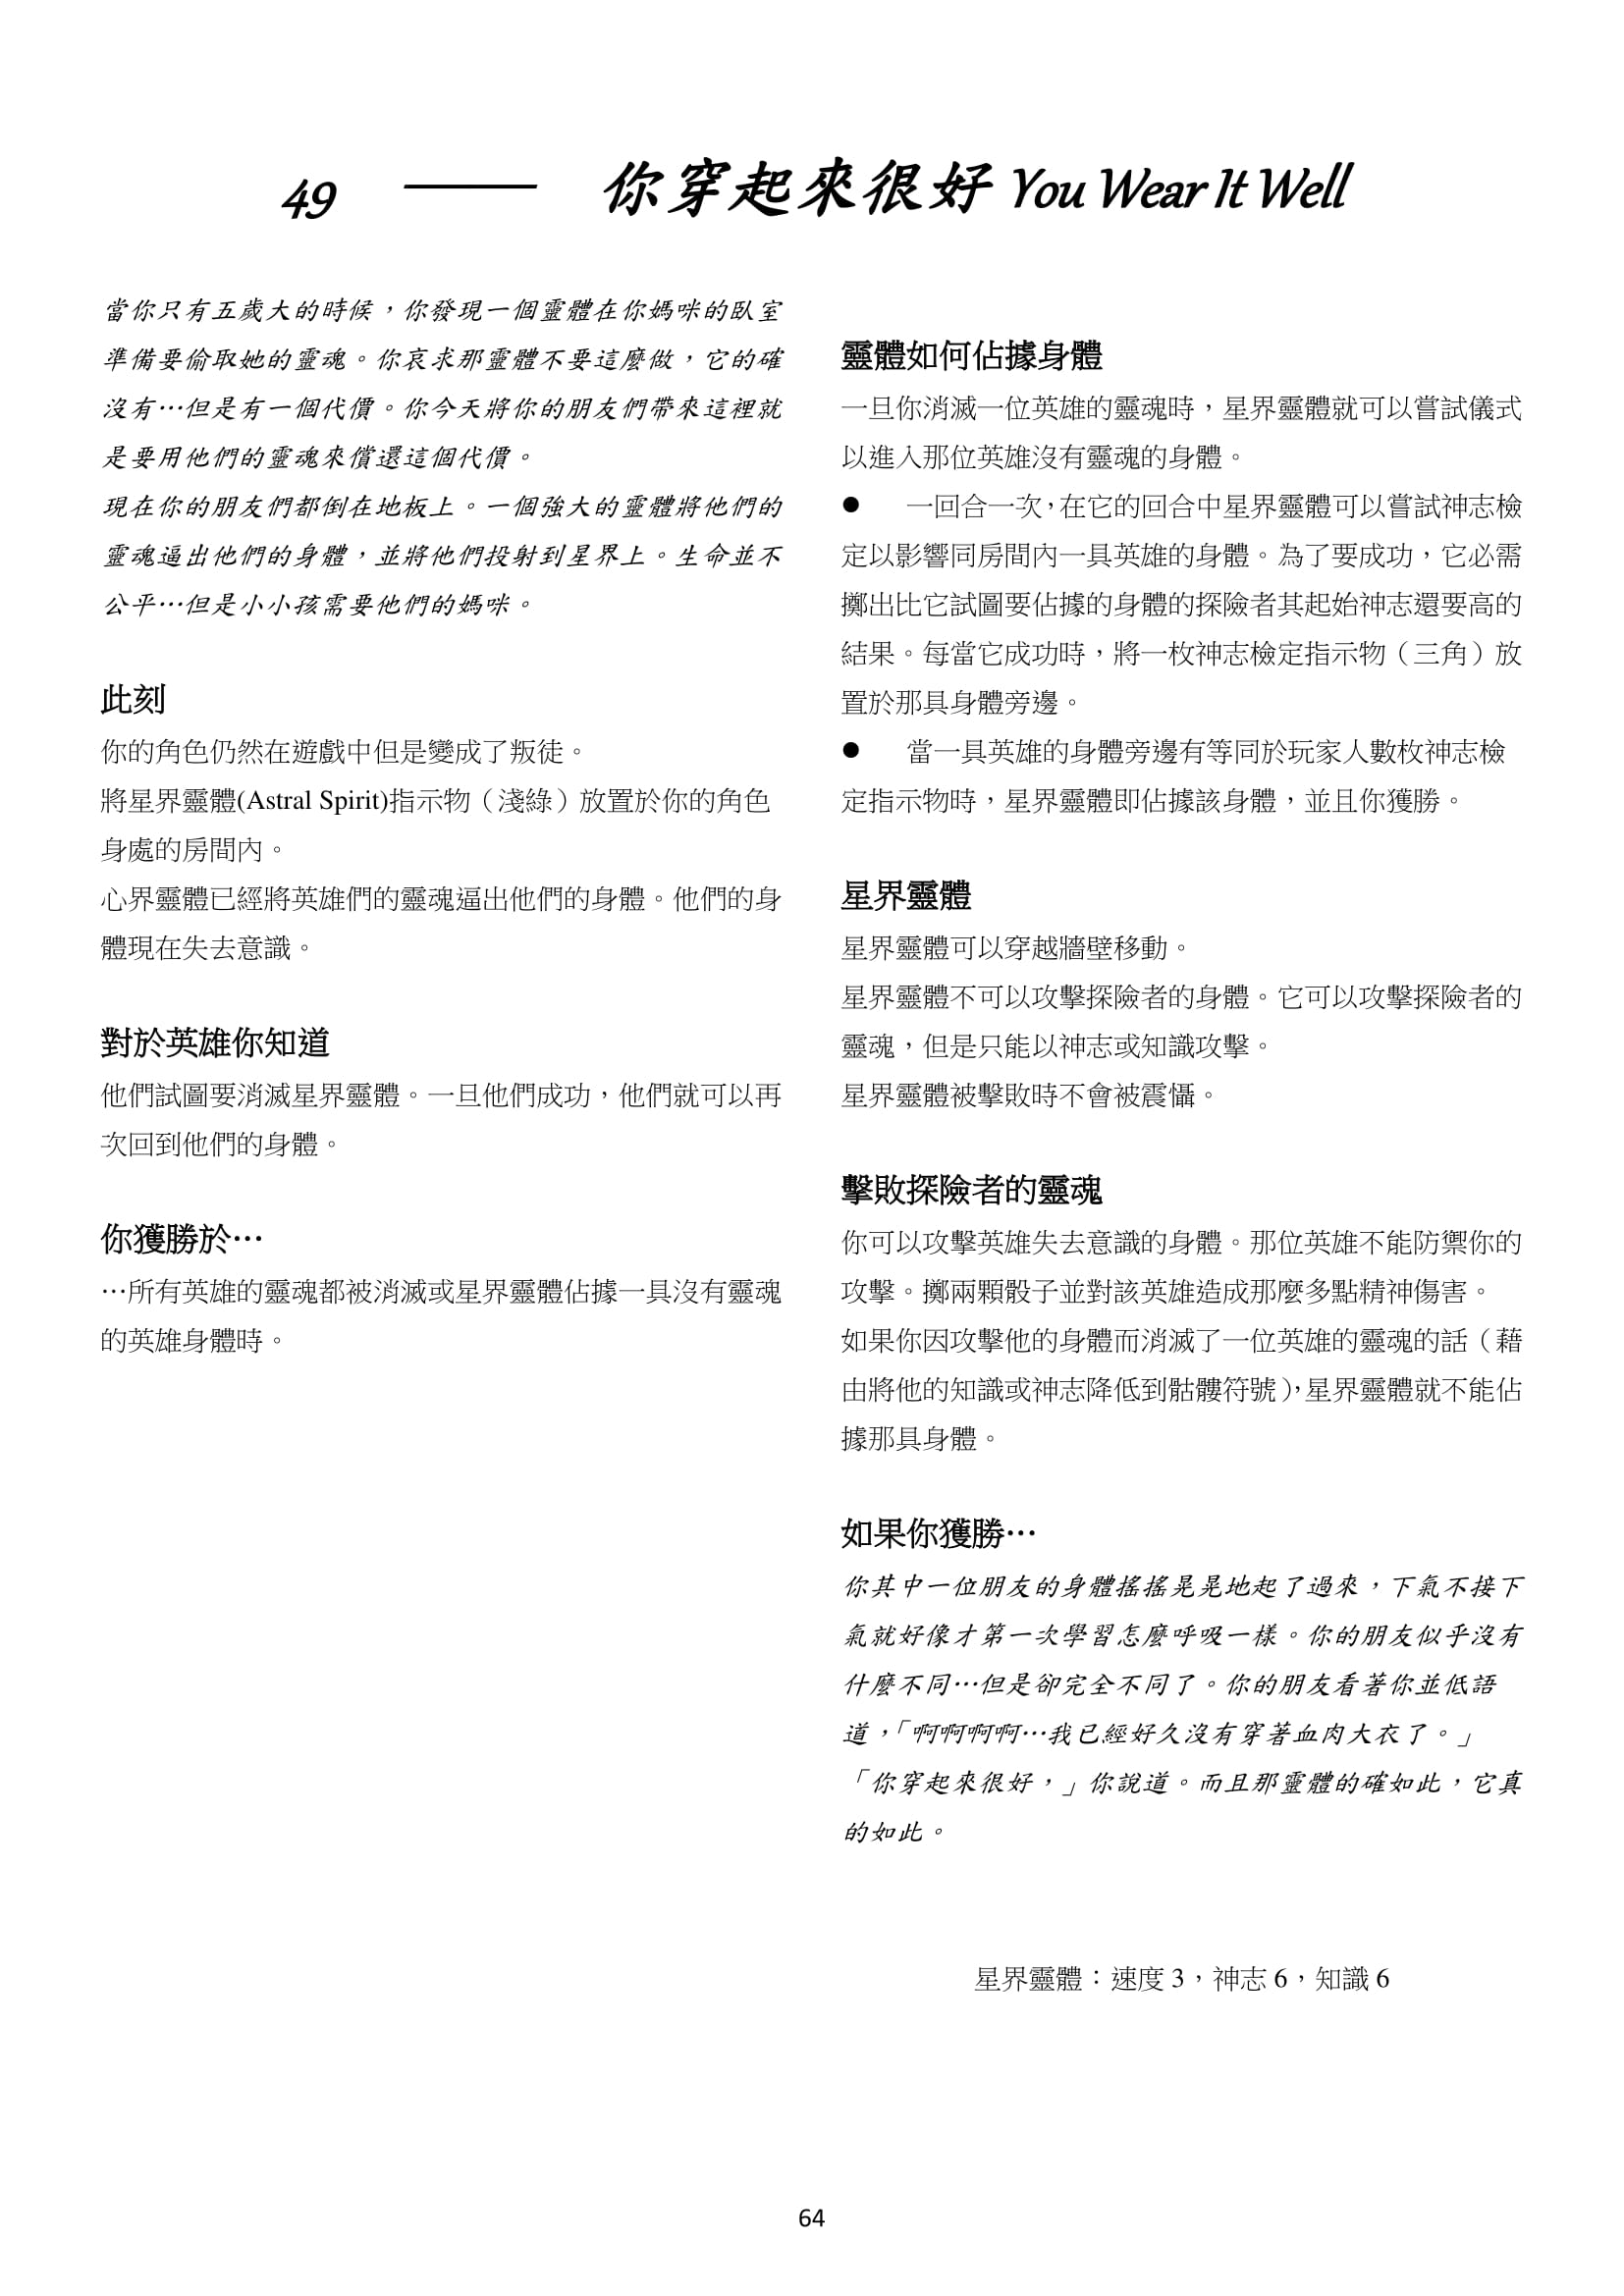 49 —— 你穿起來很好 You Wear It Well
當你只有五歲大的時候，你發現一個靈體在你媽咪的臥室
準備要偷取她的靈魂。你哀求那靈體不要這麼做，它的確
沒有…但是有一個代價。你今天將你的朋友們帶來這裡就
是要用他們的靈魂來償還這個代價。
現在你的朋友們都倒在地板上。一個強大的靈體將他們的
靈魂逼出他們的身體，並將他們投射到星界上。生命並不
公平…但是小小孩需要他們的媽咪。
此刻
你的角色仍然在遊戲中但是變成了叛徒。
將星界靈體(Astral Spirit)指示物（淺綠）放置於你的角色
身處的房間內。
心界靈體已經將英雄們的靈魂逼出他們的身體。他們的身
體現在失去意識。
對於英雄你知道
他們試圖要消滅星界靈體。一旦他們成功，他們就可以再
次回到他們的身體。
你獲勝於…
…所有英雄的靈魂都被消滅或星界靈體佔據一具沒有靈魂
的英雄身體時。
靈體如何佔據身體
一旦你消滅一位英雄的靈魂時，星界靈體就可以嘗試儀式
以進入那位英雄沒有靈魂的身體。
● 一回合一次，在它的回合中星界靈體可以嘗試神志檢
定以影響同房間內一具英雄的身體。為了要成功，它必需
擲出比它試圖要佔據的身體的探險者其起始神志還要高的
結果。每當它成功時，將一枚神志檢定指示物（三角）放
置於那具身體旁邊。
● 當一具英雄的身體旁邊有等同於玩家人數枚神志檢
定指示物時，星界靈體即佔據該身體，並且你獲勝。
星界靈體
星界靈體可以穿越牆壁移動。
星界靈體不可以攻擊探險者的身體。它可以攻擊探險者的
靈魂，但是只能以神志或知識攻擊。
星界靈體被擊敗時不會被震懾。
擊敗探險者的靈魂
你可以攻擊英雄失去意識的身體。那位英雄不能防禦你的
攻擊。擲兩顆骰子並對該英雄造成那麼多點精神傷害。
如果你因攻擊他的身體而消滅了一位英雄的靈魂的話（藉
由將他的知識或神志降低到骷髏符號），星界靈體就不能佔
據那具身體。
如果你獲勝…
你其中一位朋友的身體搖搖晃晃地起了過來，下氣不接下
氣就好像才第一次學習怎麼呼吸一樣。你的朋友似乎沒有
什麼不同…但是卻完全不同了。你的朋友看著你並低語
道，「啊啊啊啊…我已經好久沒有穿著血肉大衣了。」
「你穿起來很好，」你說道。而且那靈體的確如此，它真
的如此。
星界靈體：速度 3，神志 6，知識 6
64